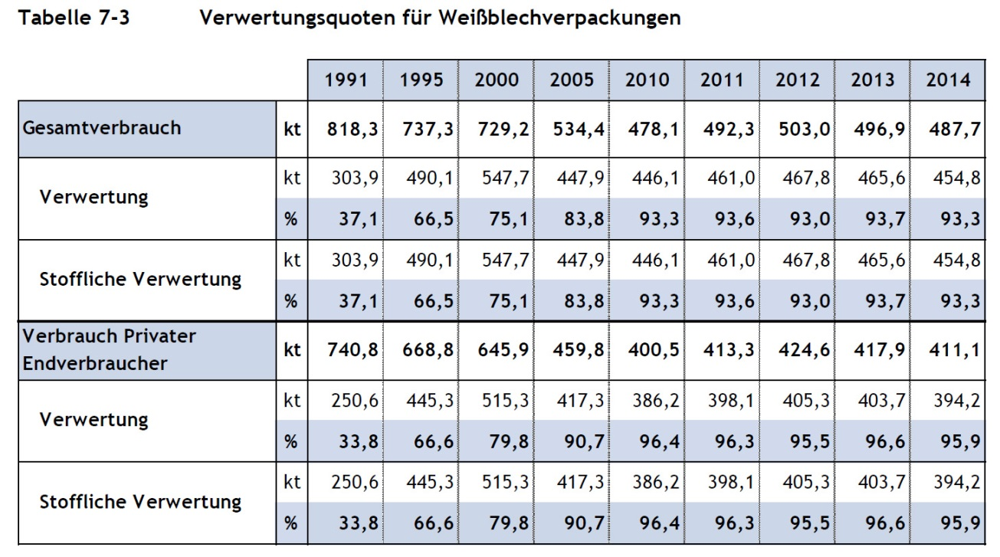 Tabelle 7-3 Verwertungsquoten für Weißblechverpackungen
1991 1995 2000 2005 2010 2011 2012 2013 2014
Gesamtverbrauch kt 818,3 737,3 729,2 534,4 478,1 492,3 503,0 496,9 487,7
Verwertung
kt 303,9 490,1 547,7 447,9 446,1 461,0 467,8 465,6 454,8
% 37,1 66,5 75,1 83,8 93,3 93,6 93,0 93,7 93,3
Stoffliche Verwertung
kt 303,9 490,1 547,7 447,9 446,1 461,0 467,8 465,6 454,8
% 37,1 66,5 75,1 83,8 93,3 93,6 93,0 93,7 93,3
Verbrauch Privater
Endverbraucher
kt 740,8 668,8 645,9 459,8 400,5 413,3 424,6 417,9 411,1
Verwertung
kt 250,6 445,3 515,3 417,3 386,2 398,1 405,3 403,7 394,2
% 33,8 66,6 79,8 90,7 96,4 96,3 95,5 96,6 95,9
Stoffliche Verwertung
kt 250,6 445,3 515,3 417,3 386,2 398,1 405,3 403,7 394,2
% 33,8 66,6 79,8 90,7 96,4 96,3 95,5 96,6 95,9